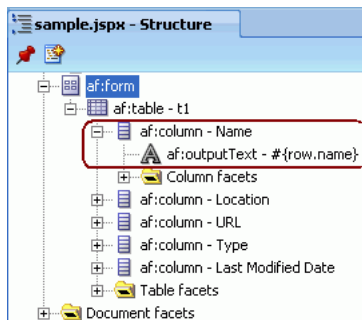 sample.jspx - Structure
af:form
af:table - t1
af:column - Name
af:outputText - #{row.name}
Column facets
af:column - Location
af:column - URL
af:column - Type
af:column - Last Modified Date
Table facets
Document facets